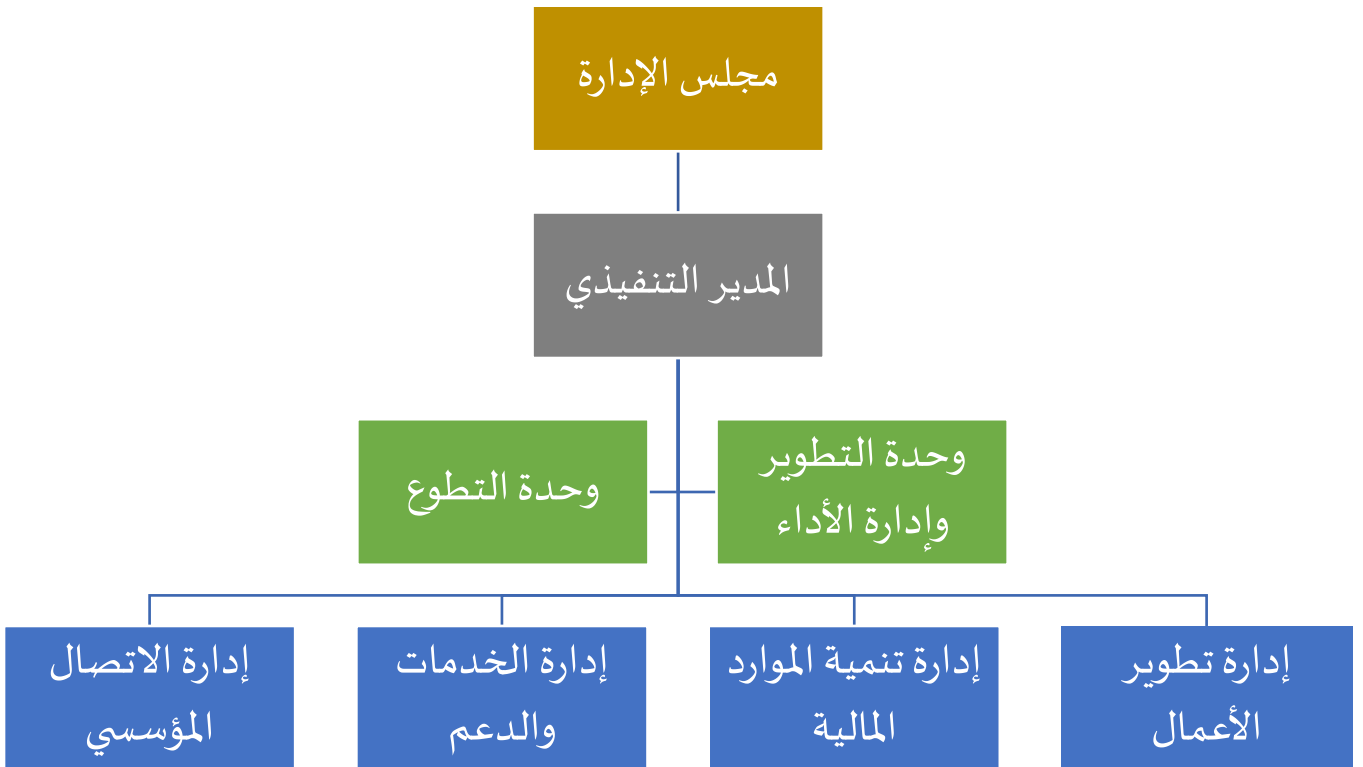 مجلس الإدارة
المدير التنفيذي
وحدة التطوير
وإدارة الأداء
وحدة التطوع
إدارة تطوير
الأعمال
إدارة تنمية الموارد
المالية
إدارة الخدمات
والدعم
إدارة الاتصال
المؤسسي